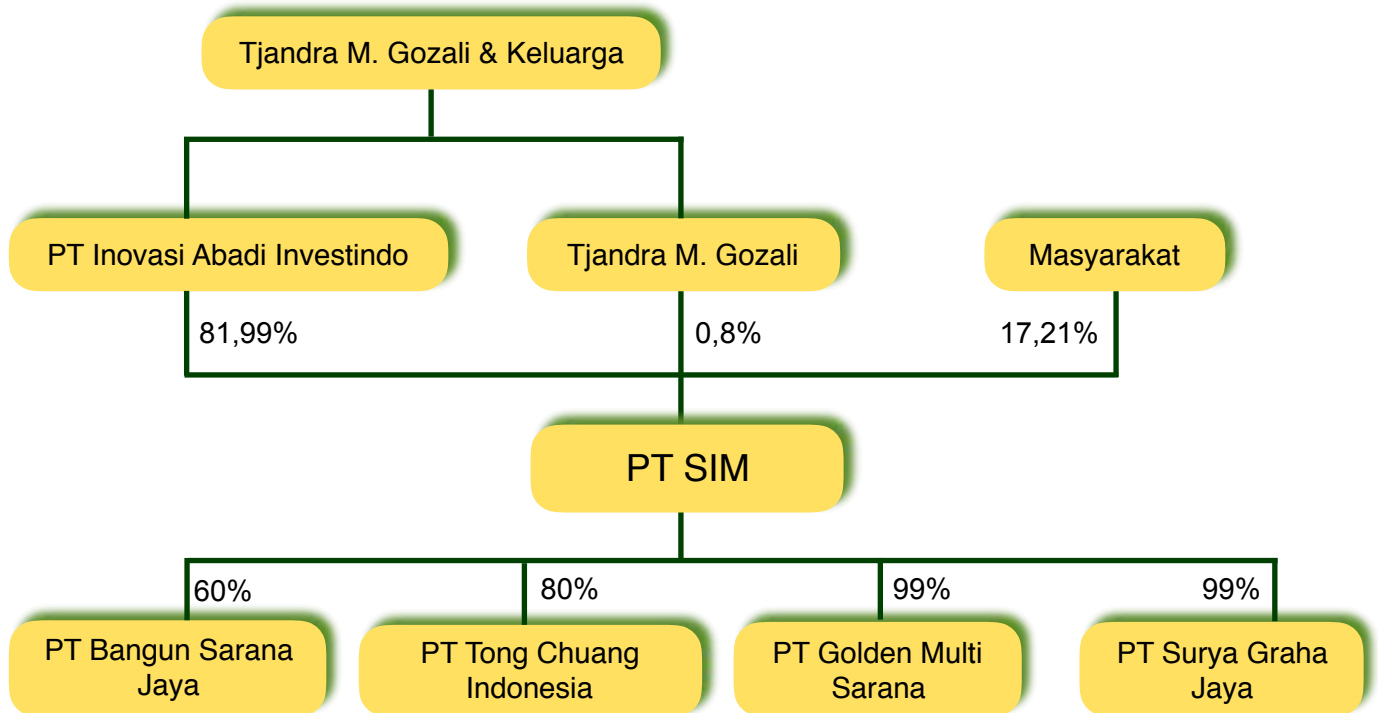 Tjandra M. Gozali & Keluarga
PT Inovasi Abadi Investindo
Tjandra M. Gozali
Masyarakat
81,99%
0,8%
17,21%
PT SIM
60%
80%
99%
99%
PT Bangun Sarana
Jaya
PT Tong Chuang
Indonesia
PT Golden Multi
Sarana
PT Surya Graha
Jaya